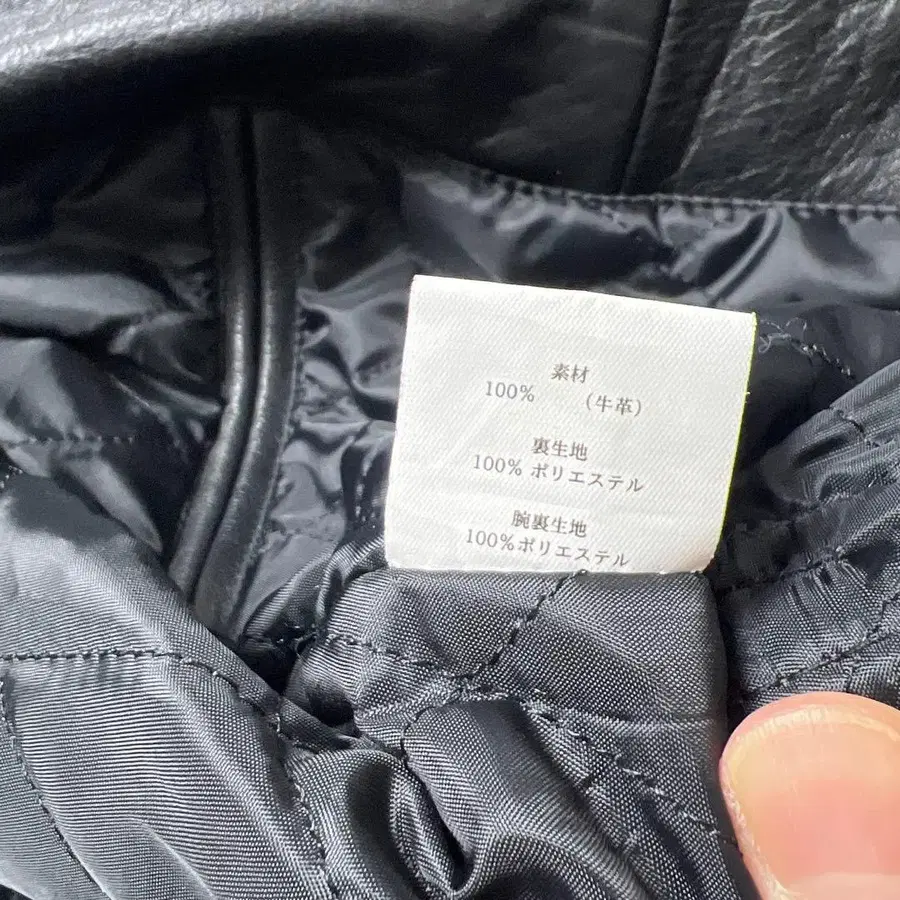 素材
100% （牛革）
裏生地
100% ポリエステル
腕裏生地
100%ポリエステル